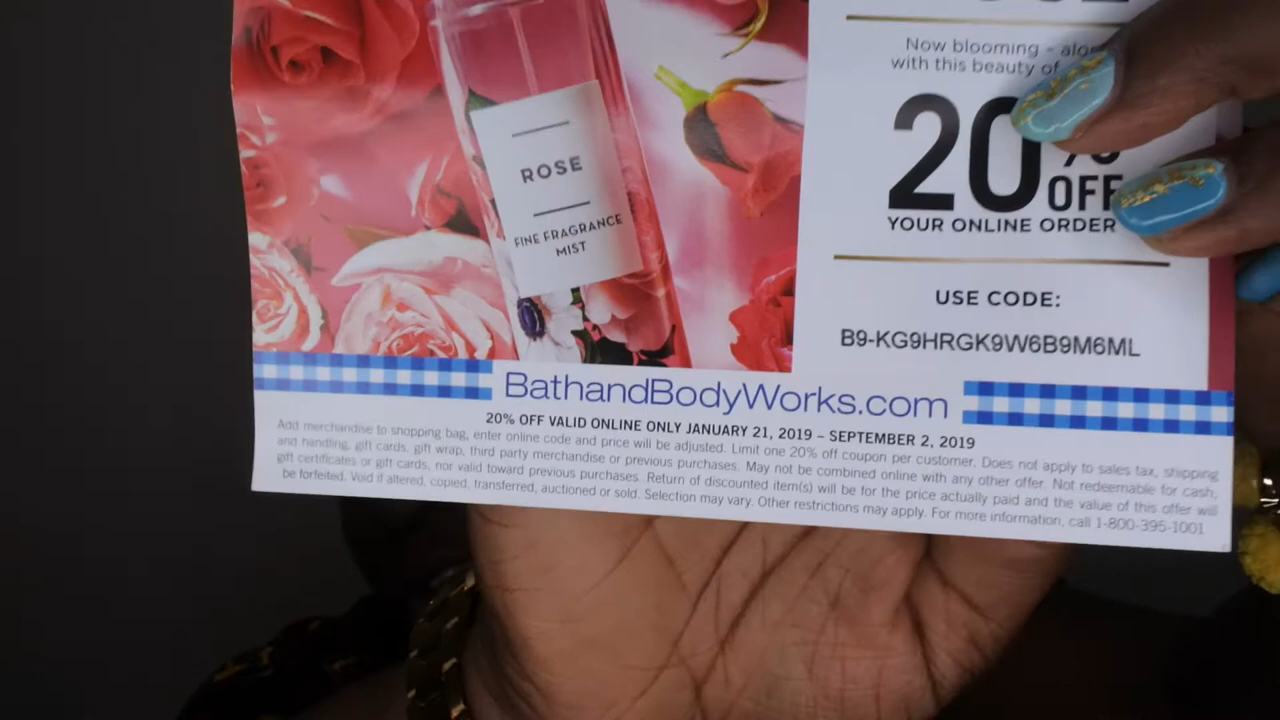 ROSE
FINE FRAGRANCE
MIST
Now blooming –
with this beauty of
20%
OFF
YOUR ONLINE ORDER
USE CODE:
B9-KG9HRGK9W6B9M6ML
BathandBodyWorks.com
20% OFF VALID ONLINE ONLY JANUARY 21, 2019 – SEPTEMBER 2, 2019
Add merchandise to shopping bag, enter online code and price will be adjusted. Limit one 20% off coupon per customer. Does not apply to sales tax, shipping
and handling, gift cards, gift wrap, third party merchandise or previous purchases. May not be combined online with any other offer. Not redeemable for cash,
gift certificates or gift cards, nor valid toward previous purchases. Return of discounted item(s) will be for the price actually paid and the value of this offer will
be forfeited. Void if altered, copied, transferred, auctioned or sold. Selection may vary. Other restrictions may apply. For more information, call 1-800-395-1001